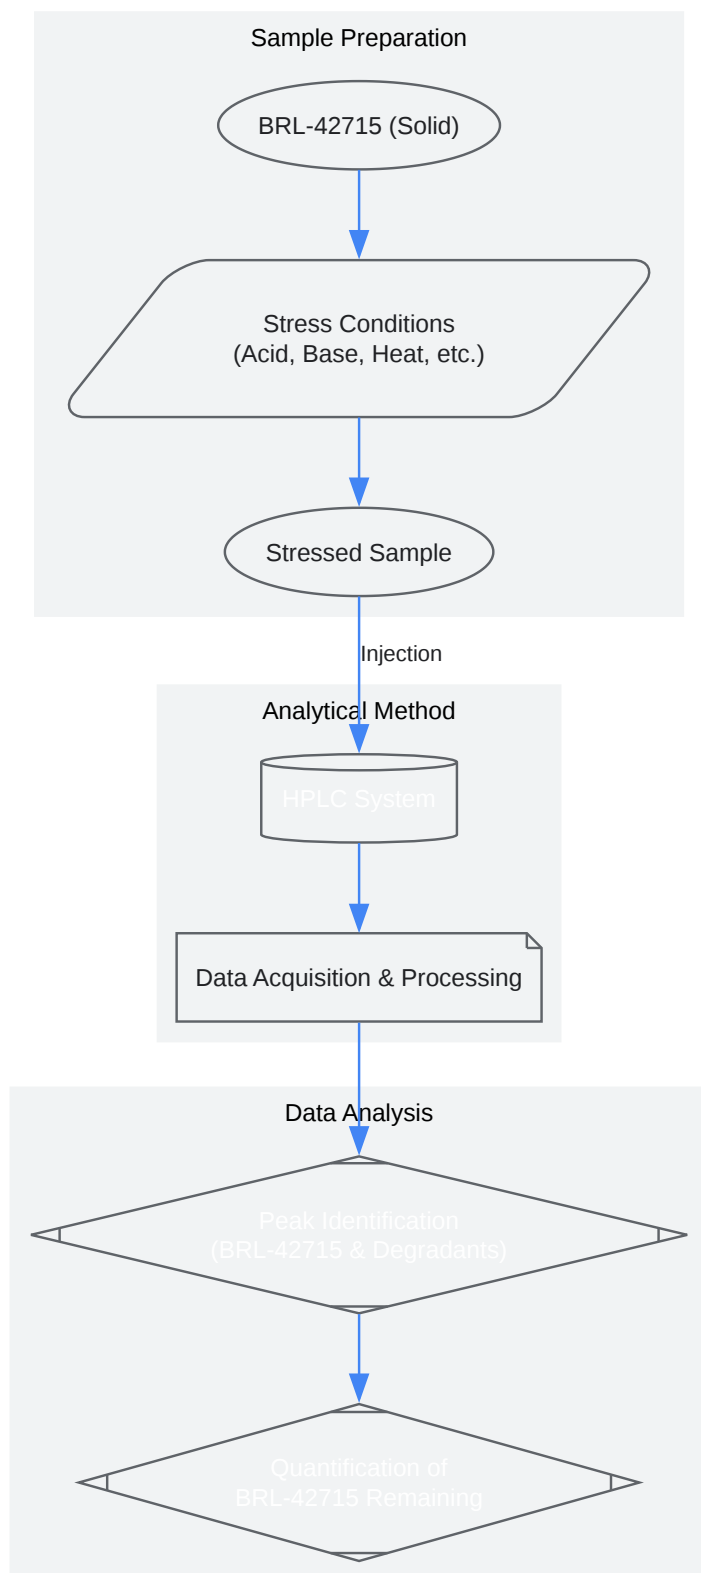 Sample Preparation
BRL-42715 (Solid)
Stress Conditions
(Acid, Base, Heat, etc.)
Stressed Sample
Injection
Analytical Method
HPLC System
Data Acquisition & Processing
Data Analysis
Peak Identification
(BRL-42715 & Degradants)
Quantification of
BRL-42715 Remaining